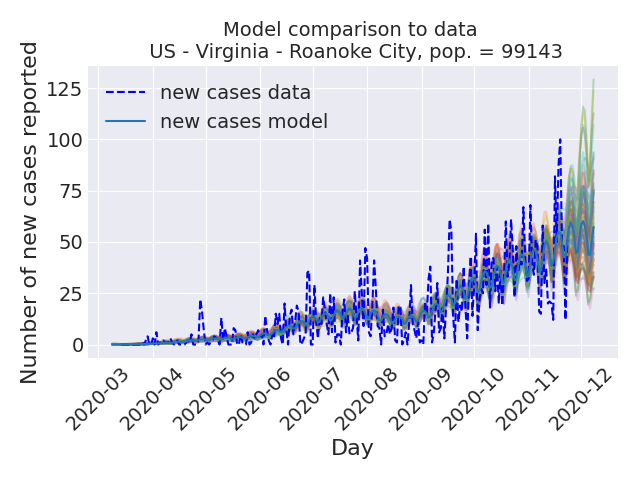 Model comparison to data
US - Virginia - Roanoke City, pop. = 99143
Number of new cases reported
125
100
75
50
25
0
new cases data
new cases model
2020-03
2020-04
2020-05
2020-06
2020-07
2020-08
2020-09
2020-10
2020-11
2020-12
Day